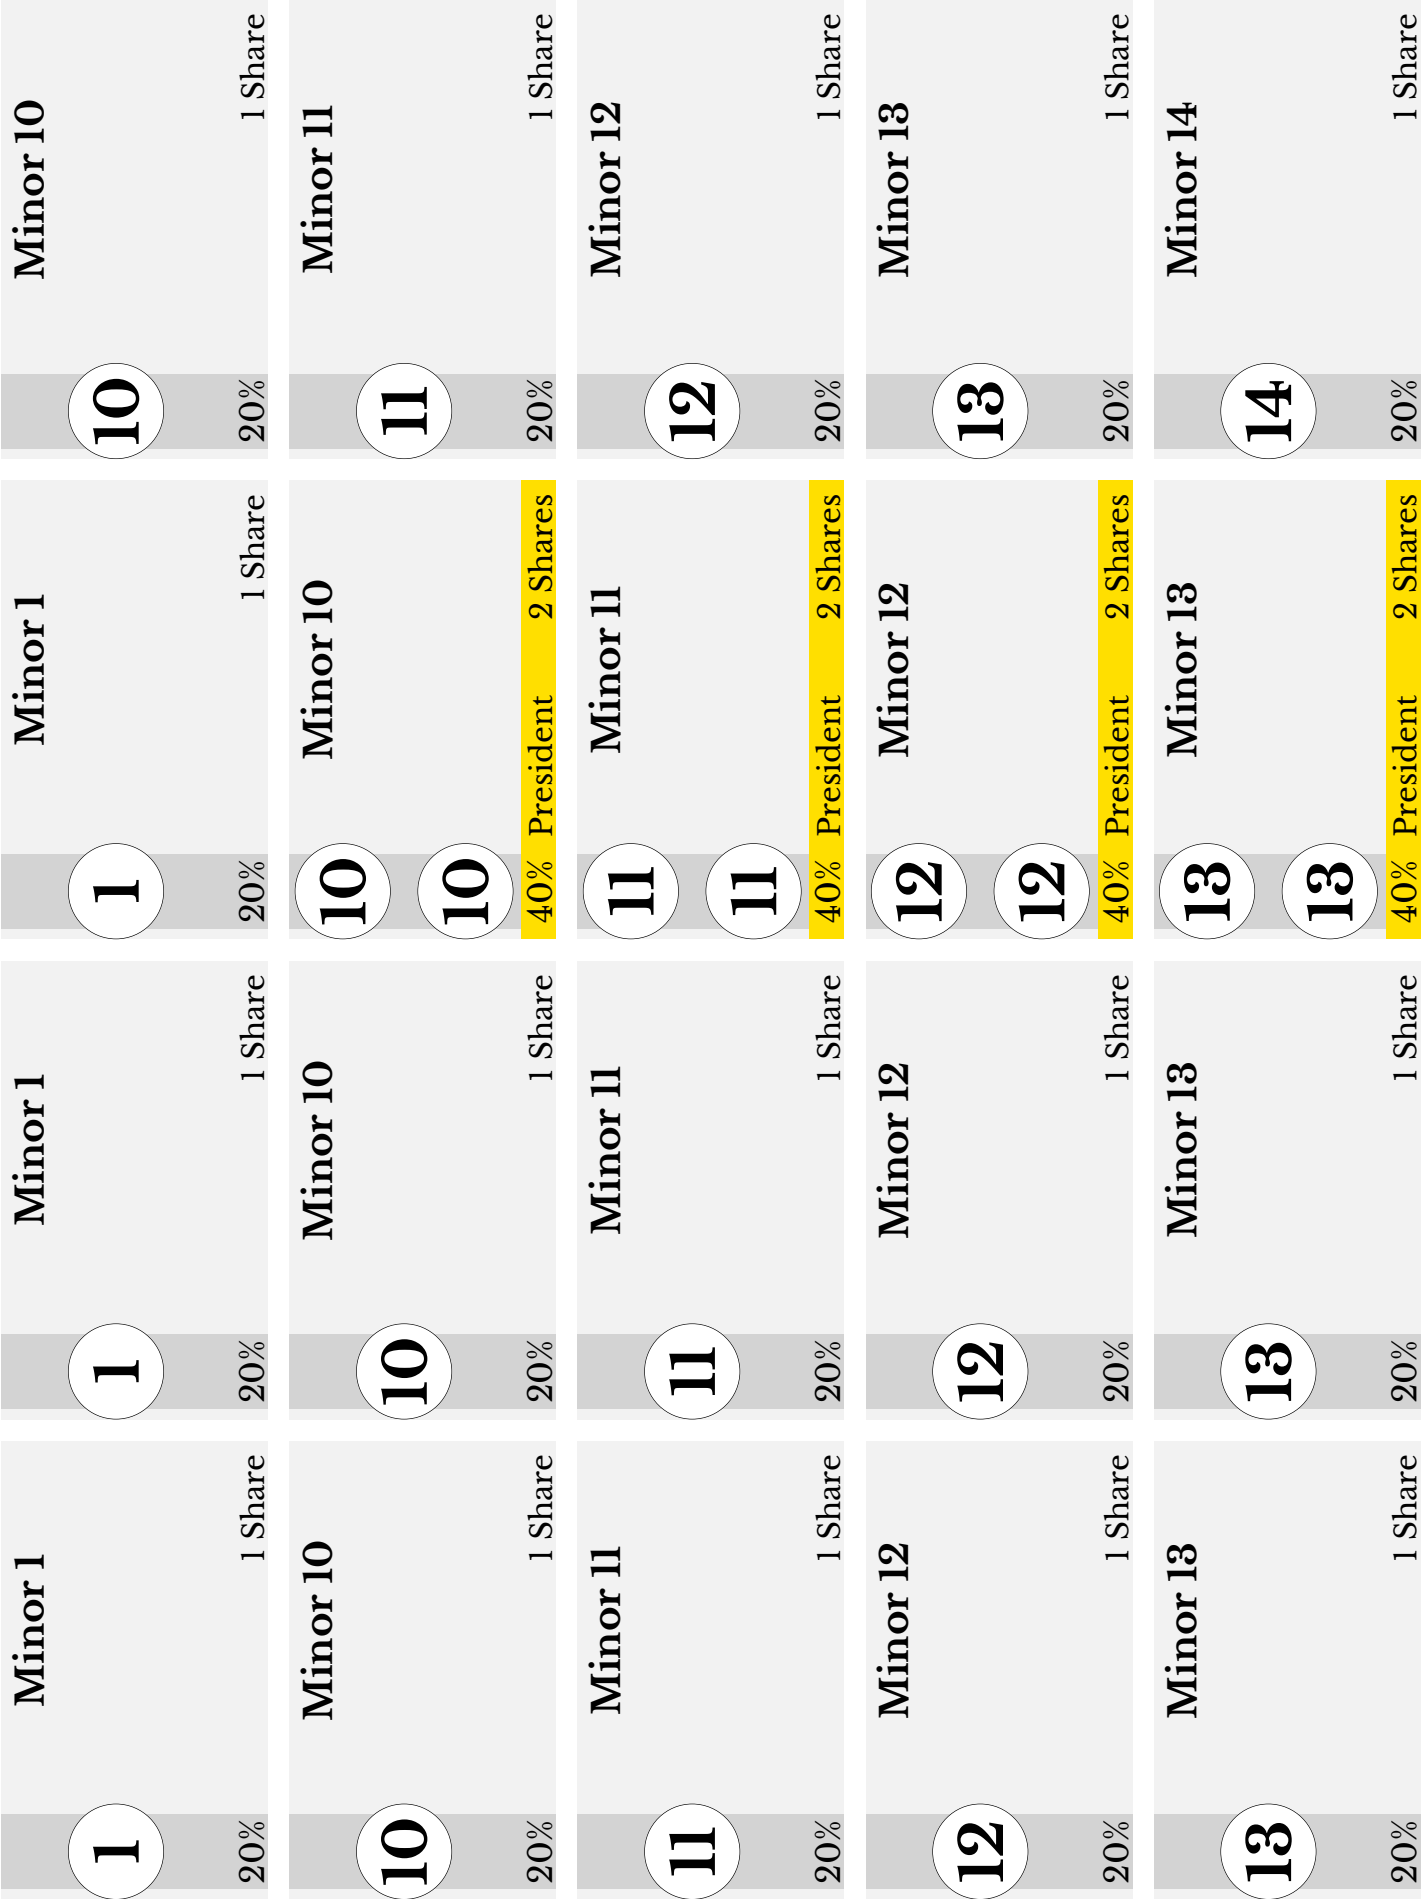 Minor 1
1
20% 1 Share
Minor 1
1
20% 1 Share
Minor 1
1
20% 1 Share
Minor 10
10
20% 1 Share
Minor 10
10
20% 1 Share
Minor 10
10
20% 1 Share
Minor 10
10
10
40% President 2 Shares
Minor 11
11
20% 1 Share
Minor 11
11
20% 1 Share
Minor 11
11
20% 1 Share
Minor 11
11
11
40% President 2 Shares
Minor 12
12
20% 1 Share
Minor 12
12
20% 1 Share
Minor 12
12
20% 1 Share
Minor 12
12
12
40% President 2 Shares
Minor 13
13
20% 1 Share
Minor 13
13
20% 1 Share
Minor 13
13
20% 1 Share
Minor 13
13
13
40% President 2 Shares
Minor 14
14
20% 1 Share